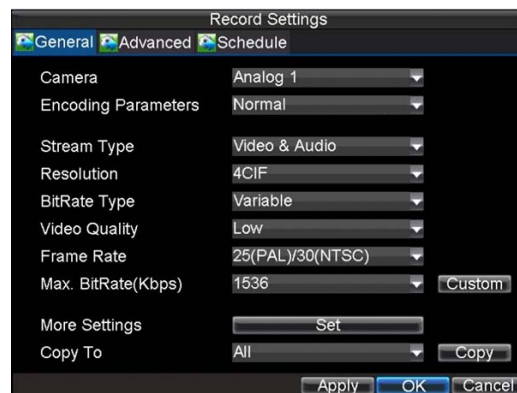 Record Settings
General Advanced Schedule
Camera Analog 1
Encoding Parameters Normal
Stream Type Video & Audio
Resolution 4CIF
BitRate Type Variable
Video Quality Low
Frame Rate 25(PAL)/30(NTSC)
Max. BitRate(Kbps) 1536 Custom
More Settings Set
Copy To All Copy
Apply OK Cancel